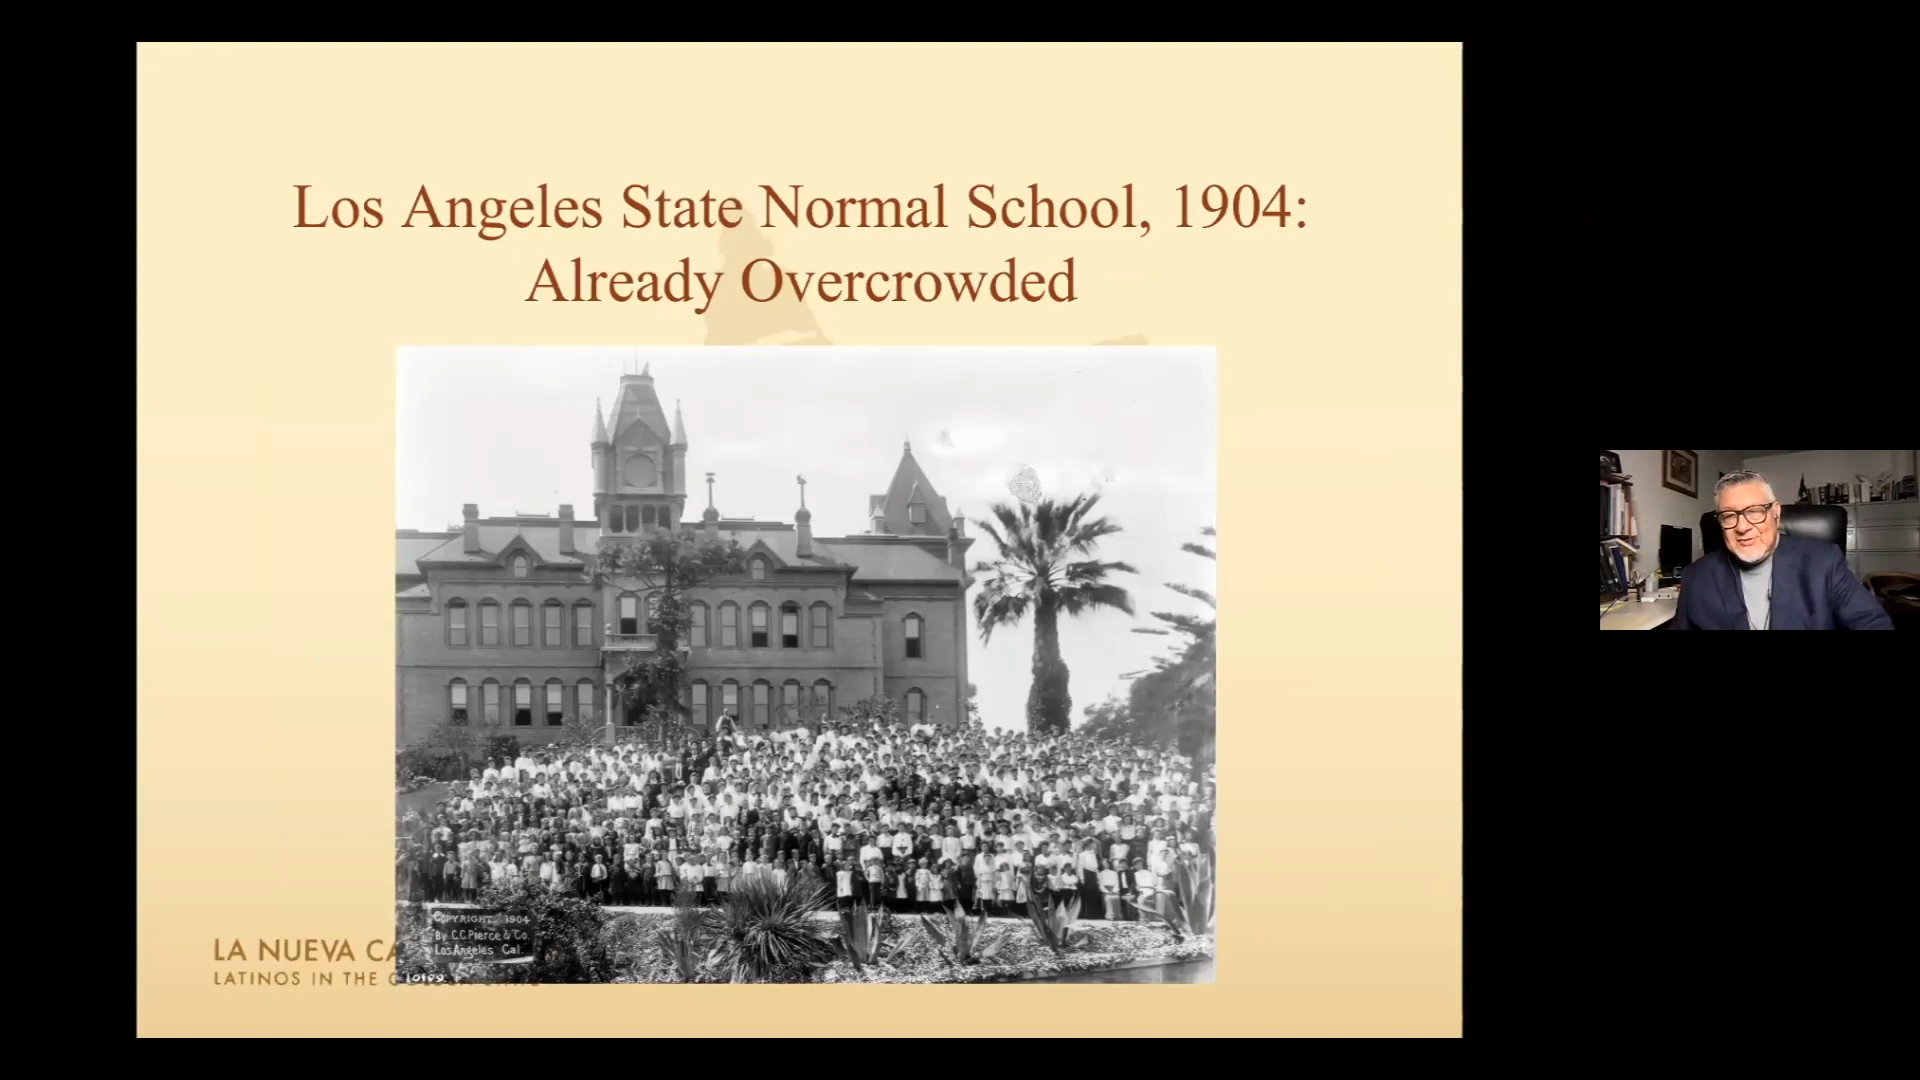 Los Angeles State Normal School, 1904:
Already Overcrowded
COPYRIGHT 1904
By C.C. Pierce & Co.
Los Angeles Cal.
LA NUEVA CA
LATINOS IN THE